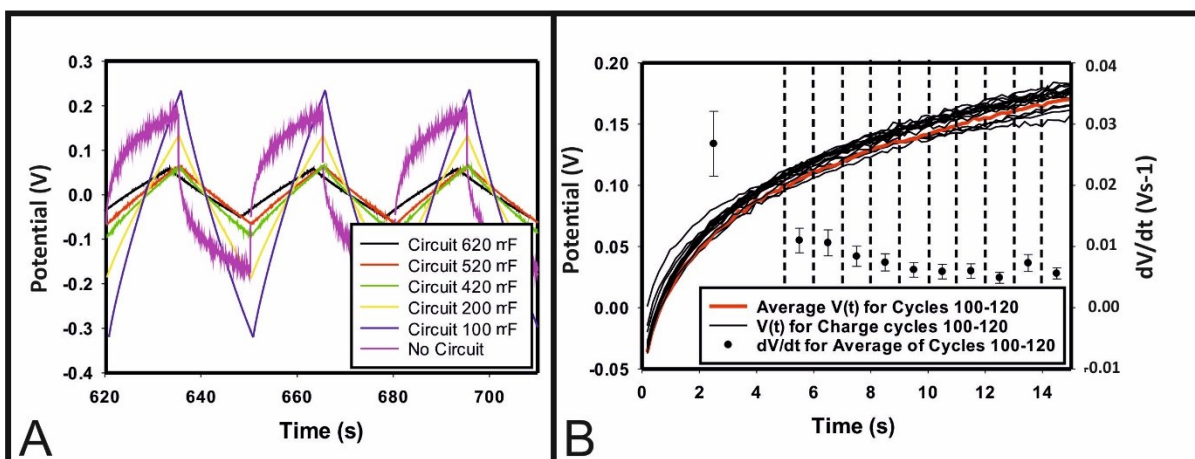 0.3
0.2
0.1
0.0
-0.1
-0.2
-0.3
-0.4
Potential (V)
620
640
660
680
700
Time (s)
Circuit 620 mF
Circuit 520 mF
Circuit 420 mF
Circuit 200 mF
Circuit 100 mF
No Circuit
A
0.20
0.15
0.10
0.05
0.00
-0.05
Potential (V)
0
2
4
6
8
10
12
14
Time (s)
0.04
0.03
0.02
0.01
0.00
-0.01
dV/dt (Vs-1)
Average V(t) for Cycles 100-120
V(t) for Charge cycles 100-120
dV/dt for Average of Cycles 100-120
B